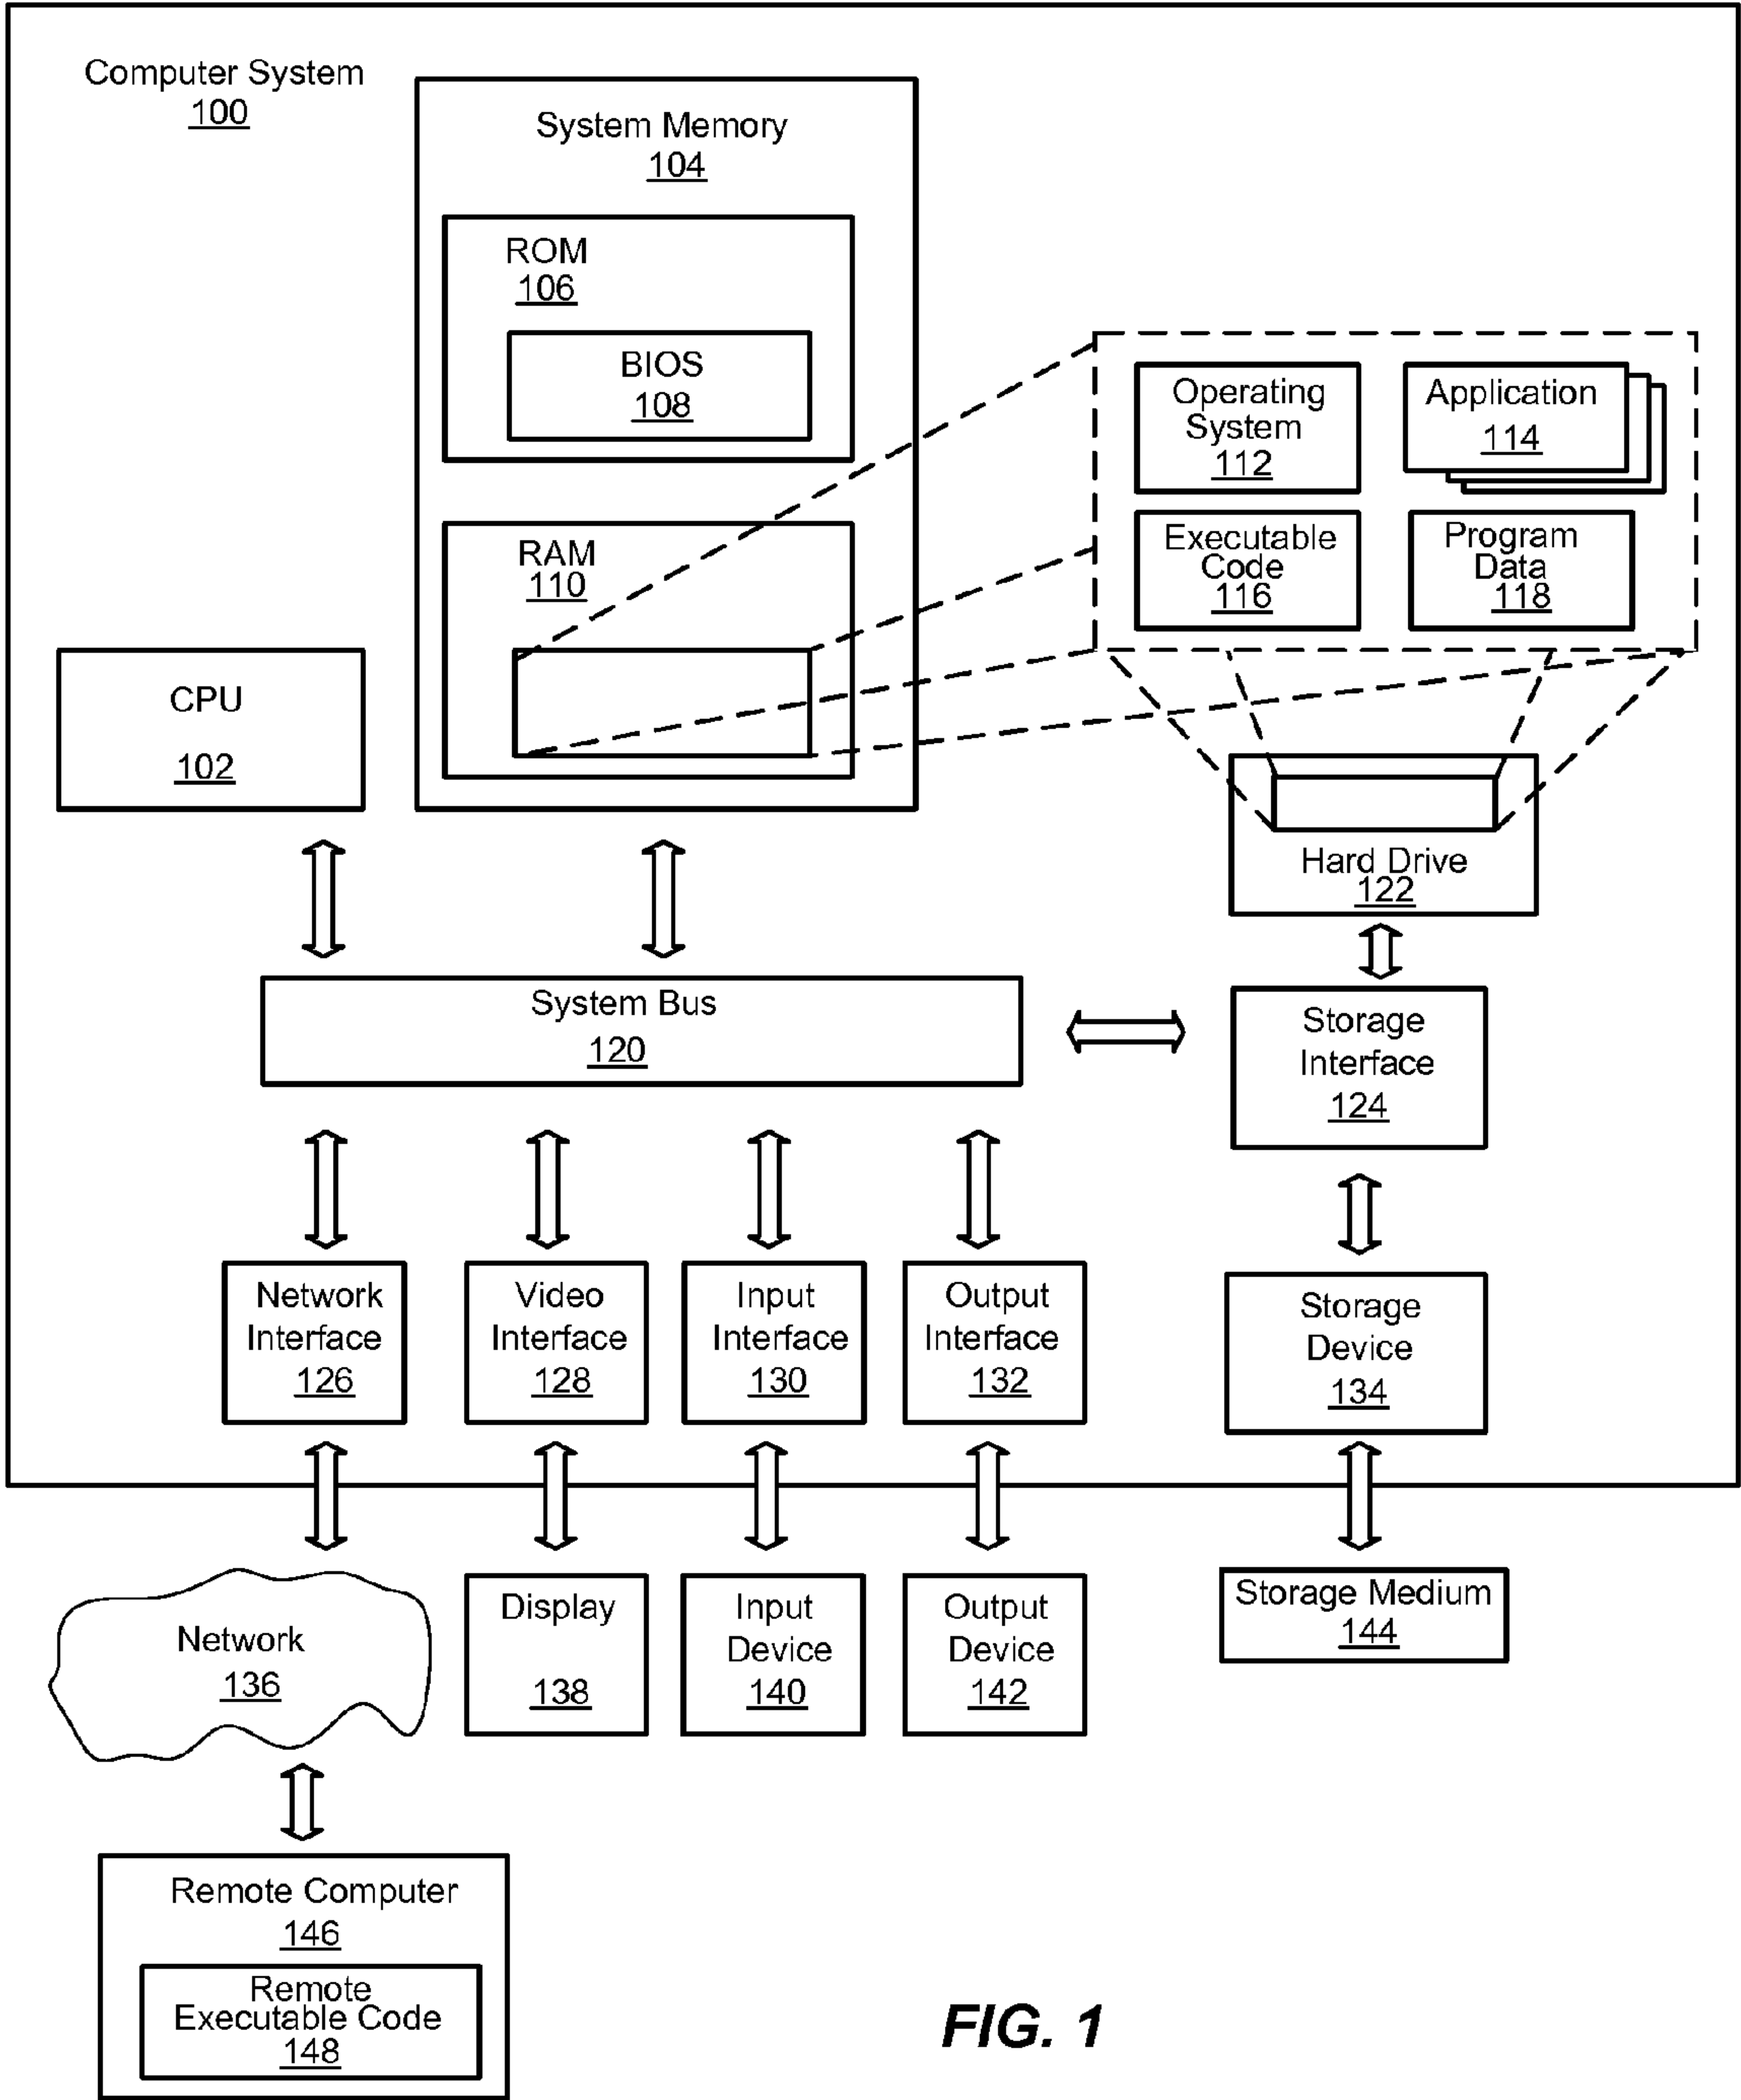 Computer System
100
System Memory
104
ROM
106
BIOS
108
RAM
110
Operating
System
112
Application
114
Executable
Code
116
Program
Data
118
CPU
102
Hard Drive
122
System Bus
120
Storage
Interface
124
Network
Interface
126
Video
Interface
128
Input
Interface
130
Output
Interface
132
Storage
Device
134
Network
136
Display
138
Input
Device
140
Output
Device
142
Storage Medium
144
Remote Computer
146
Remote
Executable Code
148
FIG. 1